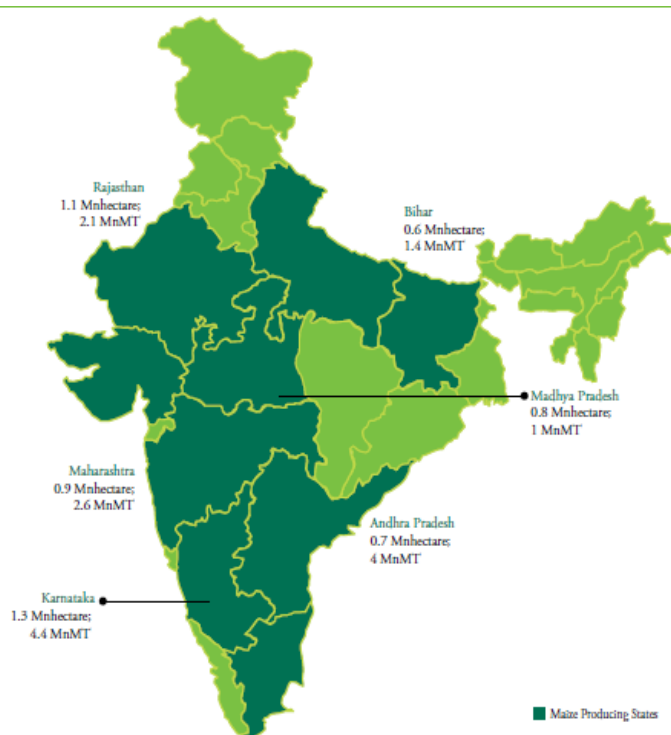 Rajasthan
1.1 Mnhectare;
2.1 MnMT
Bihar
0.6 Mnhectare;
1.4 MnMT
Madhya Pradesh
0.8 Mnhectare;
1 MnMT
Maharashtra
0.9 Mnhectare;
2.6 MnMT
Andhra Pradesh
0.7 Mnhectare;
4 MnMT
Karnataka
1.3 Mnhectare;
4.4 MnMT
Maize Producing States